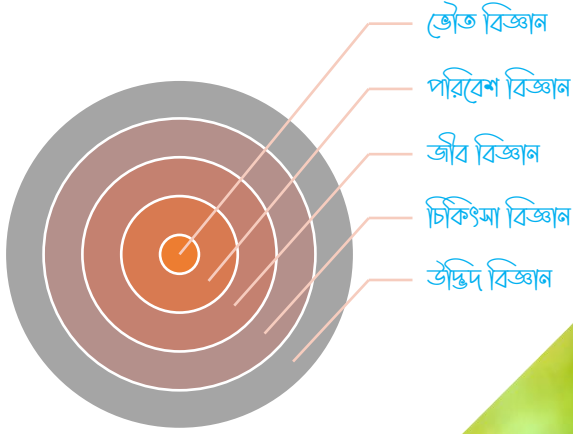 ভৌত বিজ্ঞান
পরিবেশ বিজ্ঞান
জীব বিজ্ঞান
চিকিৎসা বিজ্ঞান
উদ্ভিদ বিজ্ঞান